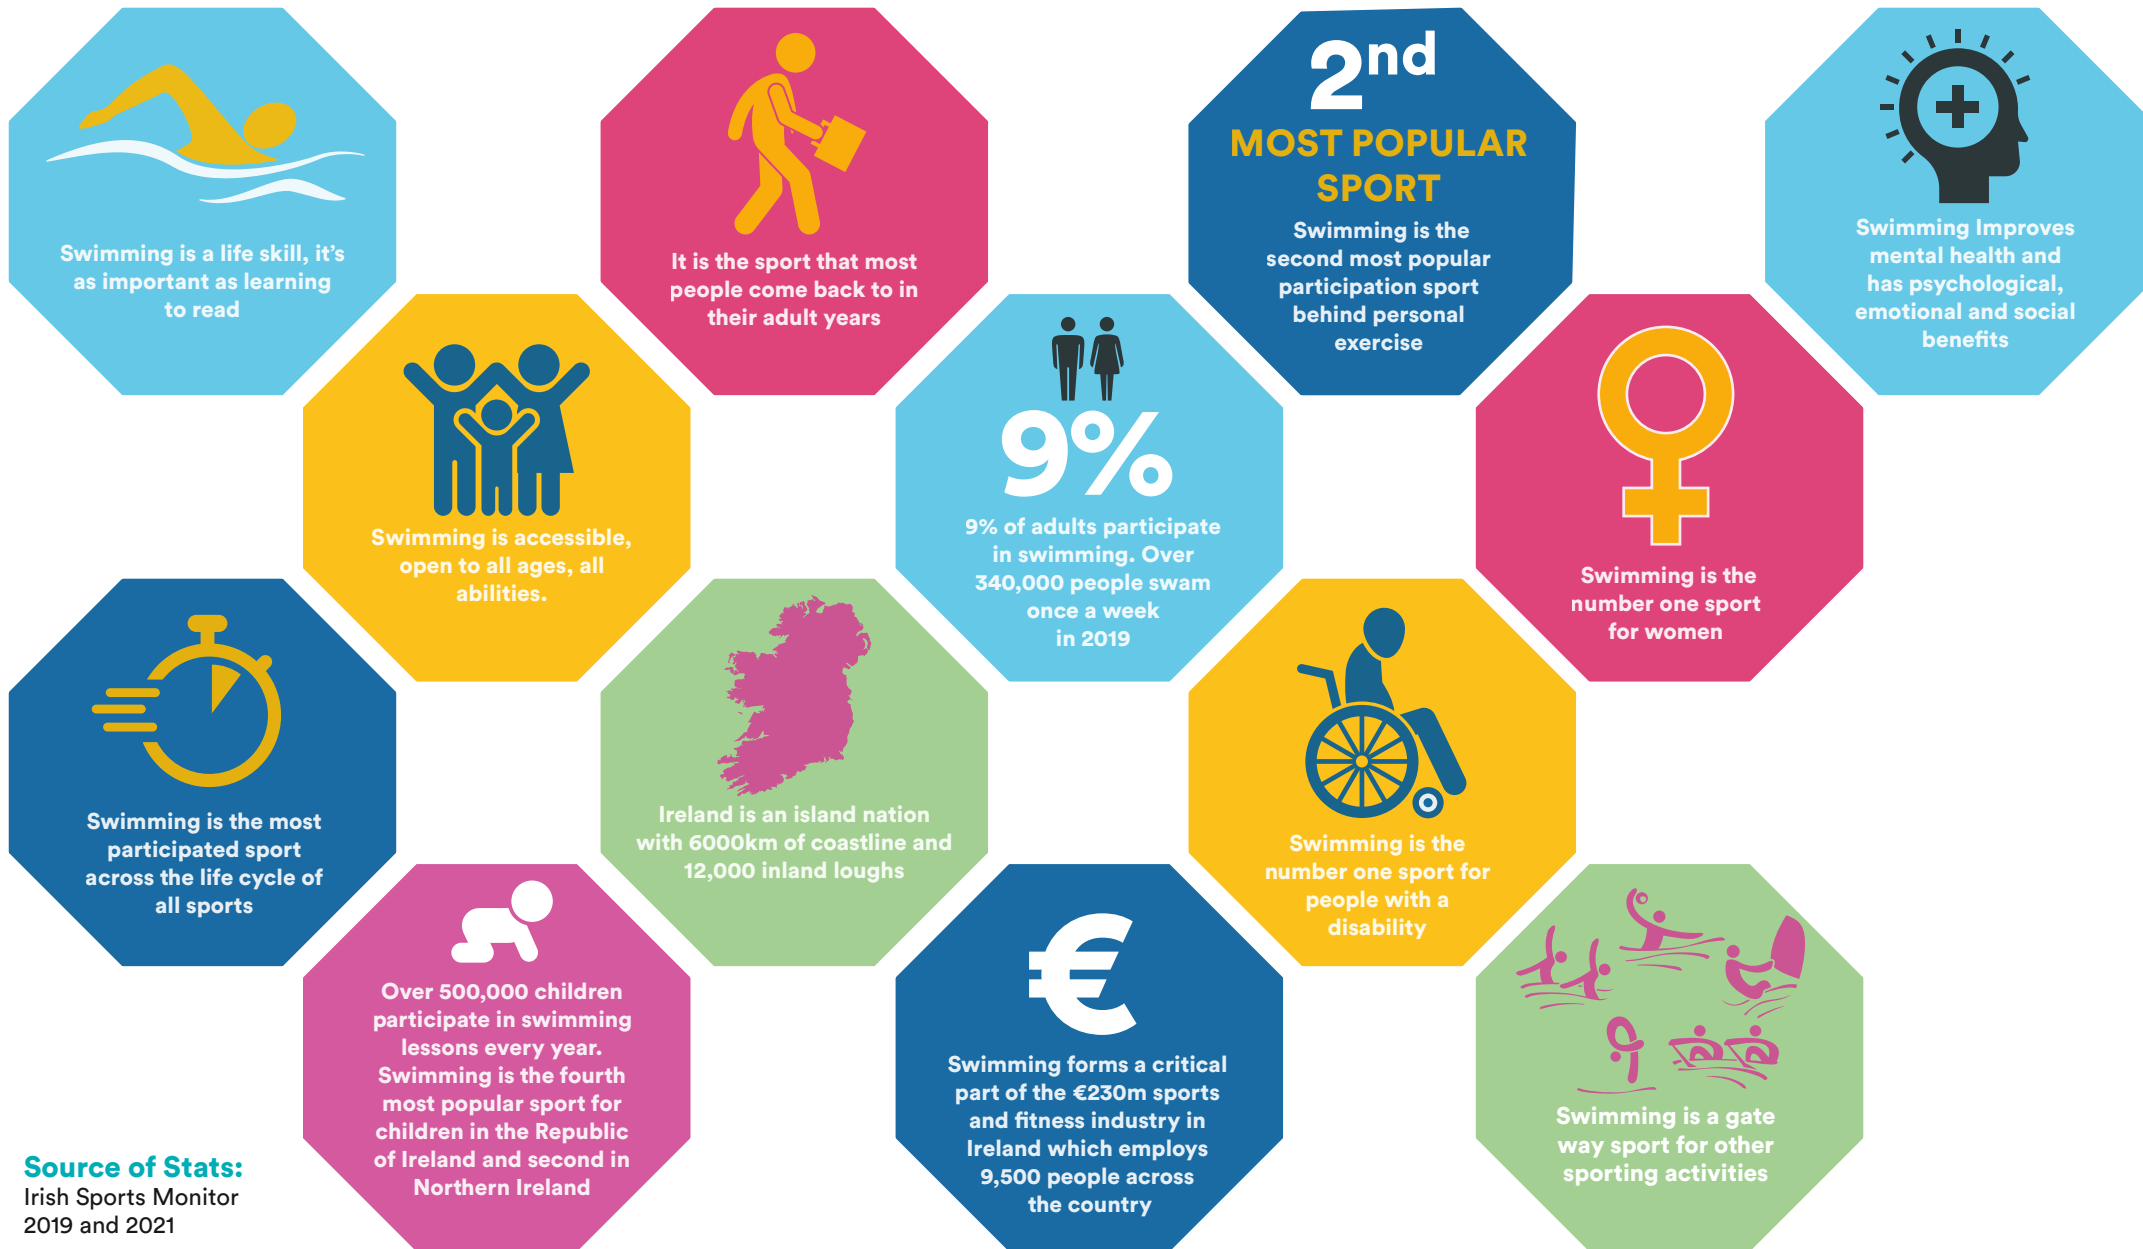 Swimming is a life skill, it's
as important as learning
to read
It is the sport that most
people come back to in
their adult years
2nd
MOST POPULAR
SPORT
Swimming is the
second most popular
participation sport
behind personal
exercise
Swimming Improves
mental health and
has psychological,
emotional and social
benefits
Swimming is accessible,
open to all ages, all
abilities.
9%
9% of adults participate
in swimming. Over
340,000 people swam
once a week
in 2019
Swimming is the
number one sport
for women
Swimming is the most
participated sport
across the life cycle of
all sports
Ireland is an island nation
with 6000km of coastline and
12,000 inland loughs
Swimming is the
number one sport for
people with a
disability
Over 500,000 children
participate in swimming
lessons every year.
Swimming is the fourth
most popular sport for
children in the Republic
of Ireland and second in
Northern Ireland
€
Swimming forms a critical
part of the €230m sports
and fitness industry in
Ireland which employs
9,500 people across
the country
Swimming is a gate
way sport for other
sporting activities
Source of Stats:
Irish Sports Monitor
2019 and 2021